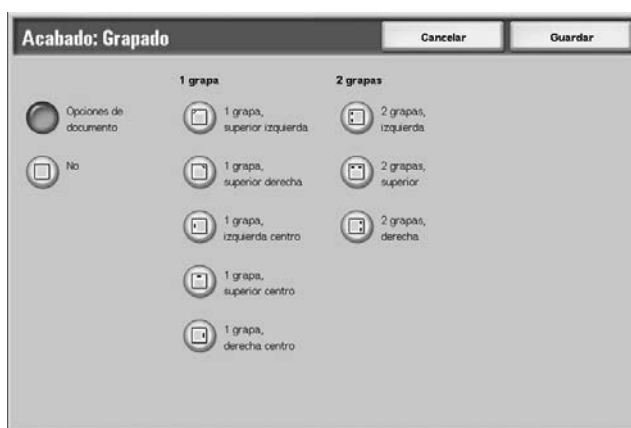 Acabado: Grapado
Cancelar
Guardar
1 grapa
2 grapas
Opciones de
documento
No
1 grapa,
superior izquierda
1 grapa,
superior derecha
1 grapa,
izquierda centro
1 grapa,
superior centro
1 grapa,
derecha centro
2 grapas,
izquierda
2 grapas,
superior
2 grapas,
derecha